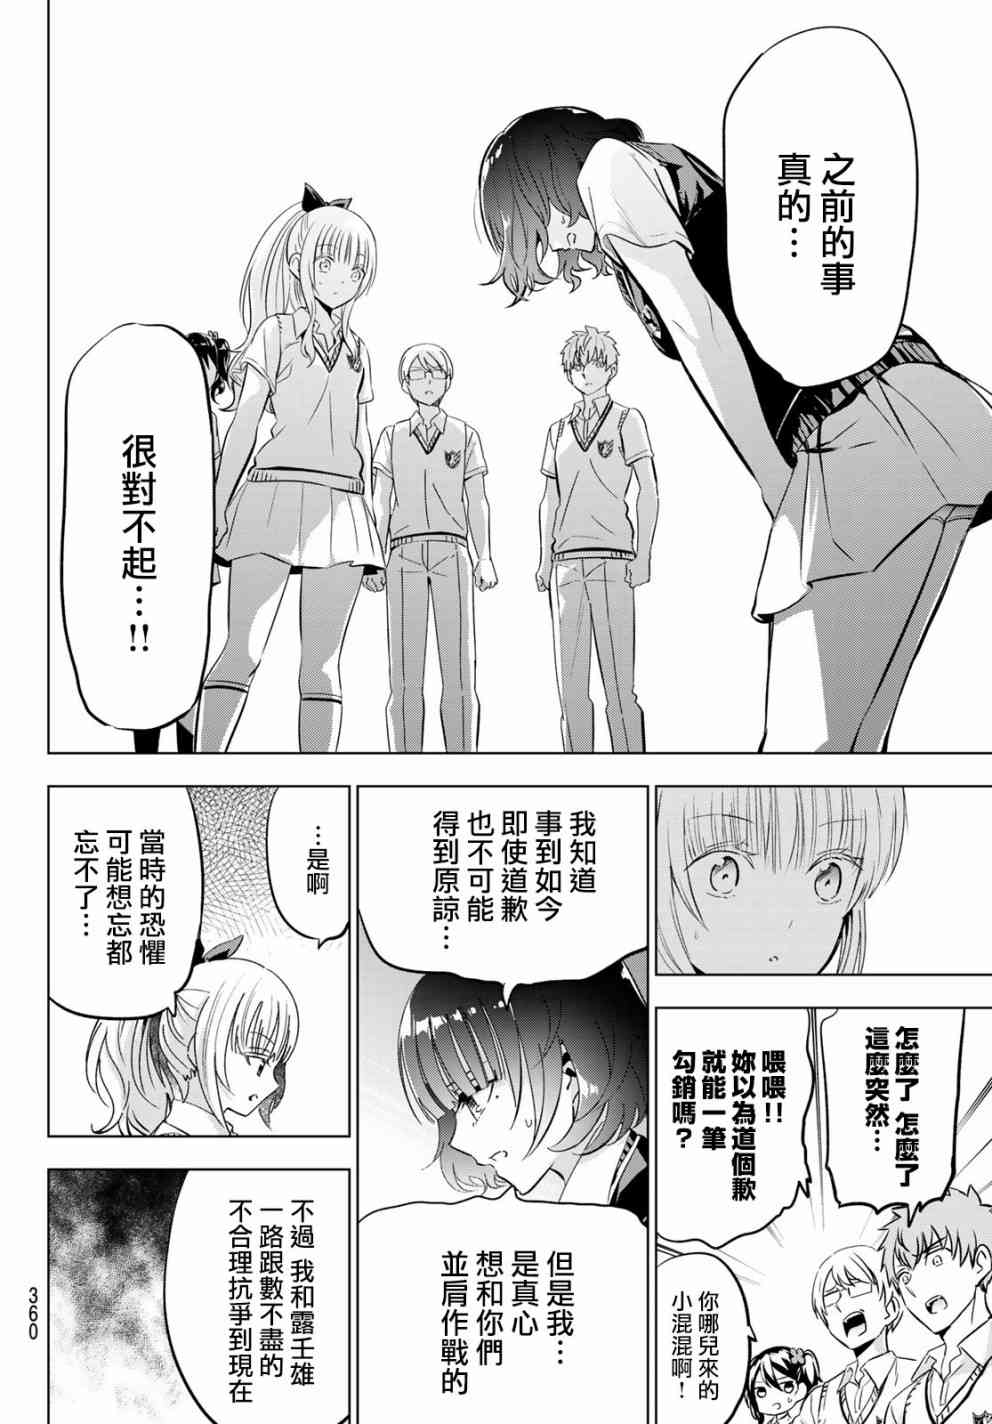 之前的事
真的…
很對不起…!!
怎麼了 怎麼了
這麼突然…
喂喂!!
妳以為道個歉
就能一筆
勾銷嗎？
你哪兒來的
小混混啊！
我知道
事到如今
即使道歉
也不可能
得到原諒…
但是我…
是真心
想和你們
並肩作戰的
…是啊
當時的恐懼
可能想忘都
忘不了…
不過 我和露壬雄
一路跟數不盡的
不合理抗爭到現在
360